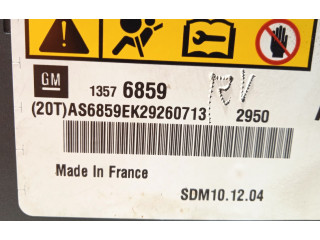 GM
1357 6859
RV
(20T)AS6859EK29260713 2950
Made In France
SDM10.12.04